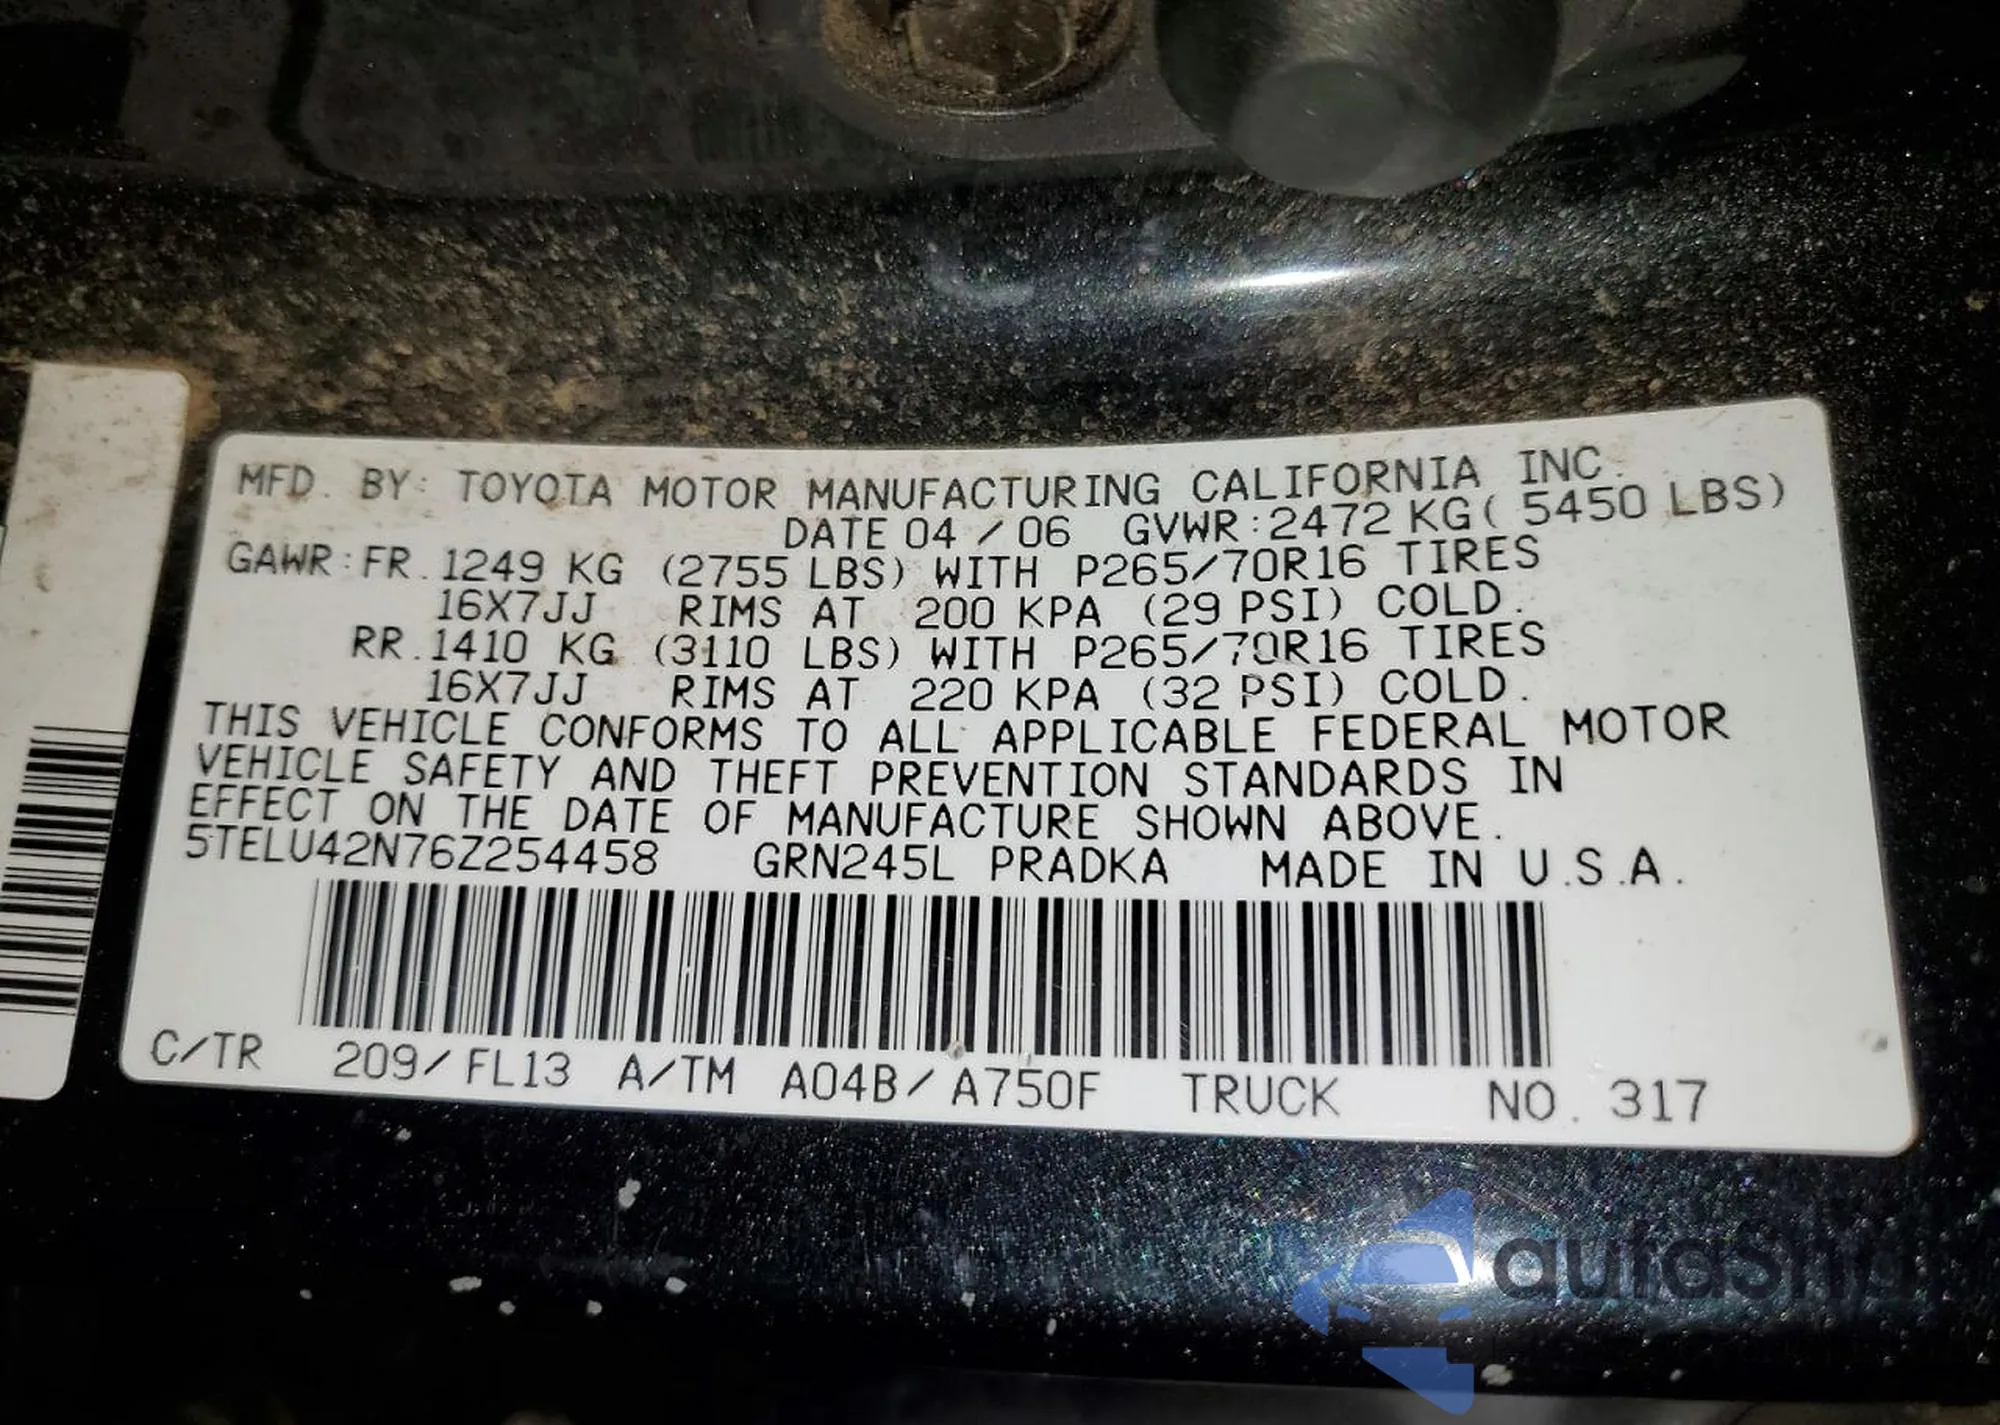 MFD. BY: TOYOTA MOTOR MANUFACTURING CALIFORNIA INC.
DATE 04 / 06 GVWR:2472 KG( 5450 LBS)
GAWR:FR.1249 KG (2755 LBS) WITH P265/70R16 TIRES
16X7JJ RIMS AT 200 KPA (29 PSI) COLD.
RR.1410 KG (3110 LBS) WITH P265/70R16 TIRES
16X7JJ RIMS AT 220 KPA (32 PSI) COLD.
THIS VEHICLE CONFORMS TO ALL APPLICABLE FEDERAL MOTOR
VEHICLE SAFETY AND THEFT PREVENTION STANDARDS IN
EFFECT ON THE DATE OF MANUFACTURE SHOWN ABOVE.
5TELU42N76Z254458 GRN245L PRADKA MADE IN U.S.A.
C/TR 209/FL13 A/TM A04B/A750F TRUCK NO. 317